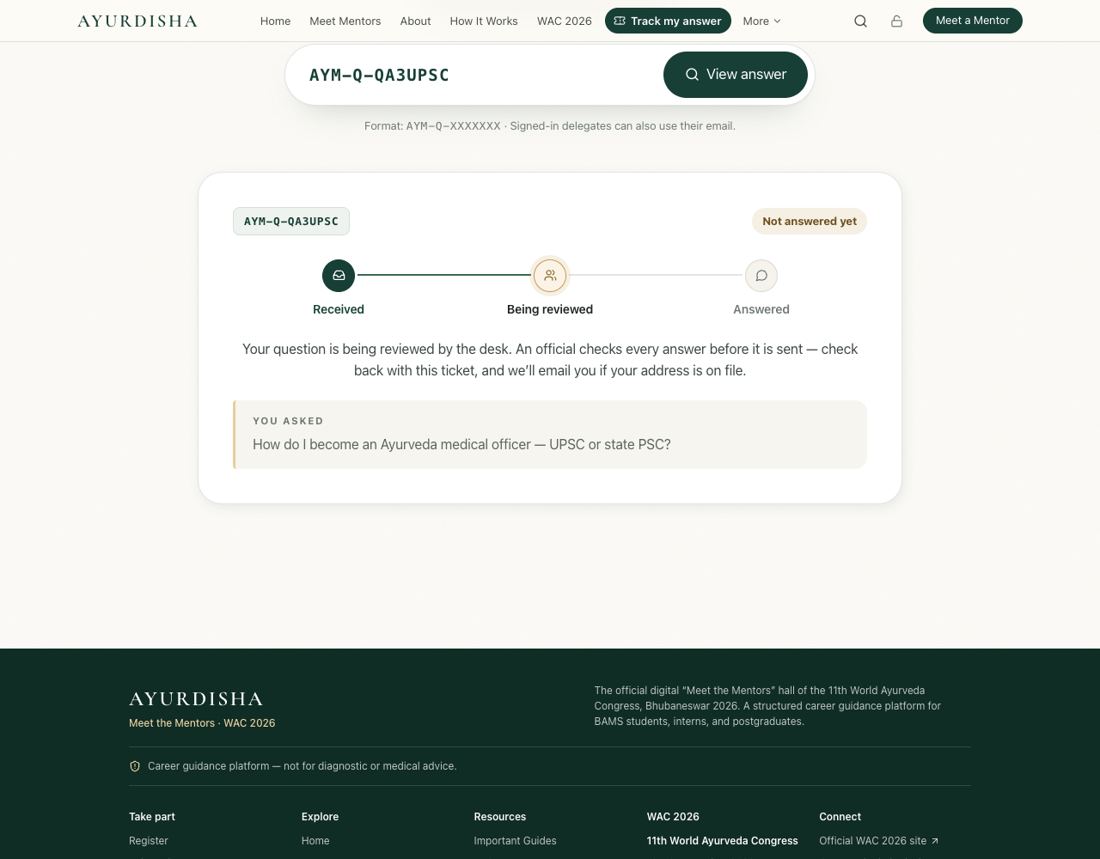 AYURDISHA
Home
Meet Mentors
About
How It Works
WAC 2026
Track my answer
More
Meet a Mentor
AYM-Q-QA3UPSC
View answer
Format: AYM-Q-XXXXXXX · Signed-in delegates can also use their email.
AYM-Q-QA3UPSC
Not answered yet
Received
Being reviewed
Answered
Your question is being reviewed by the desk. An official checks every answer before it is sent — check
back with this ticket, and we’ll email you if your address is on file.
YOU ASKED
How do I become an Ayurveda medical officer — UPSC or state PSC?
AYURDISHA
Meet the Mentors · WAC 2026
The official digital “Meet the Mentors” hall of the 11th World Ayurveda
Congress, Bhubaneswar 2026. A structured career guidance platform for
BAMS students, interns, and postgraduates.
Career guidance platform — not for diagnostic or medical advice.
Take part
Explore
Resources
WAC 2026
Connect
Register
Home
Important Guides
11th World Ayurveda Congress
Official WAC 2026 site ↗